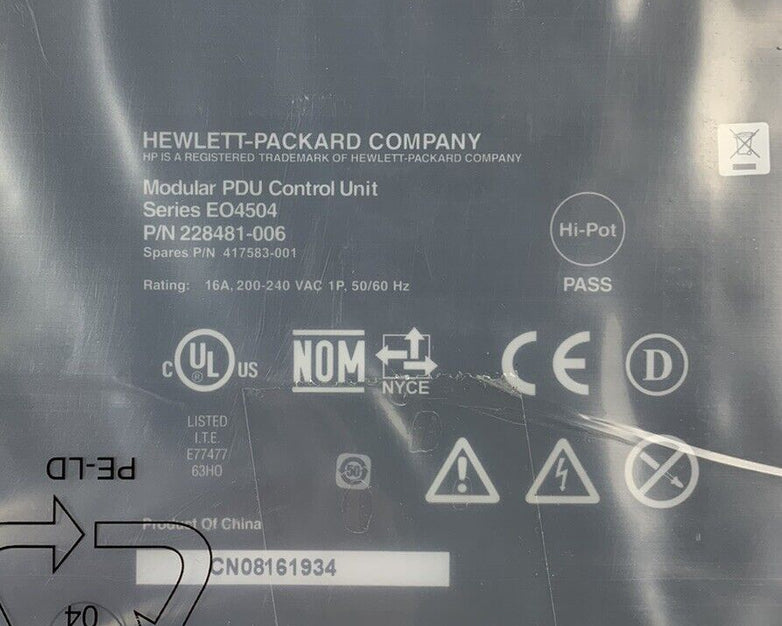 HEWLETT-PACKARD COMPANY
HP IS A REGISTERED TRADEMARK OF HEWLETT-PACKARD COMPANY
Modular PDU Control Unit
Series EO4504
P/N 228481-006
Spares P/N 417583-001
Hi-Pot
PASS
Rating: 16A, 200-240 VAC 1P, 50/60 Hz
C UL ® US
NOM
NYCE
CE
D
LISTED
I.T.E.
E77477
63HO
50
PE-LD
Product Of China
CN08161934
04